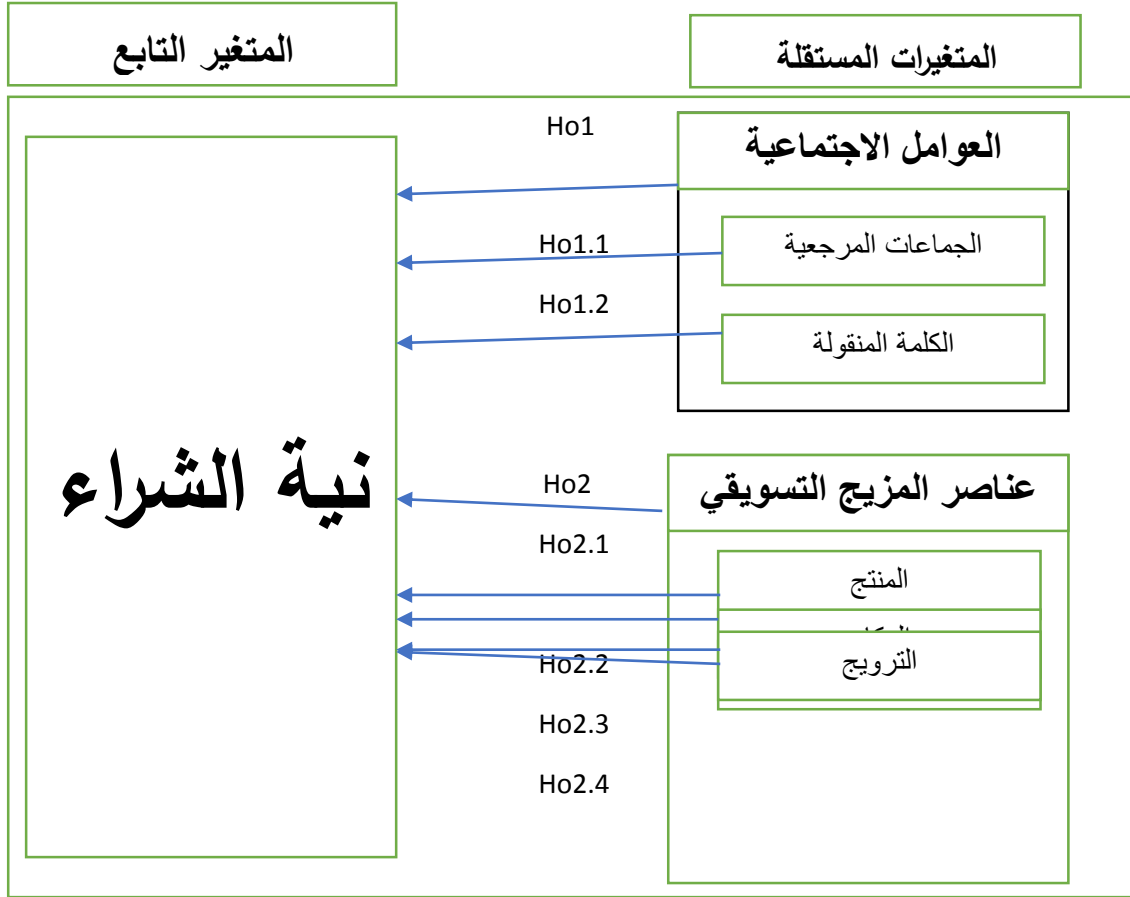 المتغيرات المستقلة
المتغير التابع
العوامل الاجتماعية
Ho1
الجماعات المرجعية
Ho1.1
الكلمة المنقولة
Ho1.2
نية الشراء
عناصر المزيج التسويقي
Ho2
Ho2.1
المنتج
الترويج
Ho2.2
Ho2.3
Ho2.4